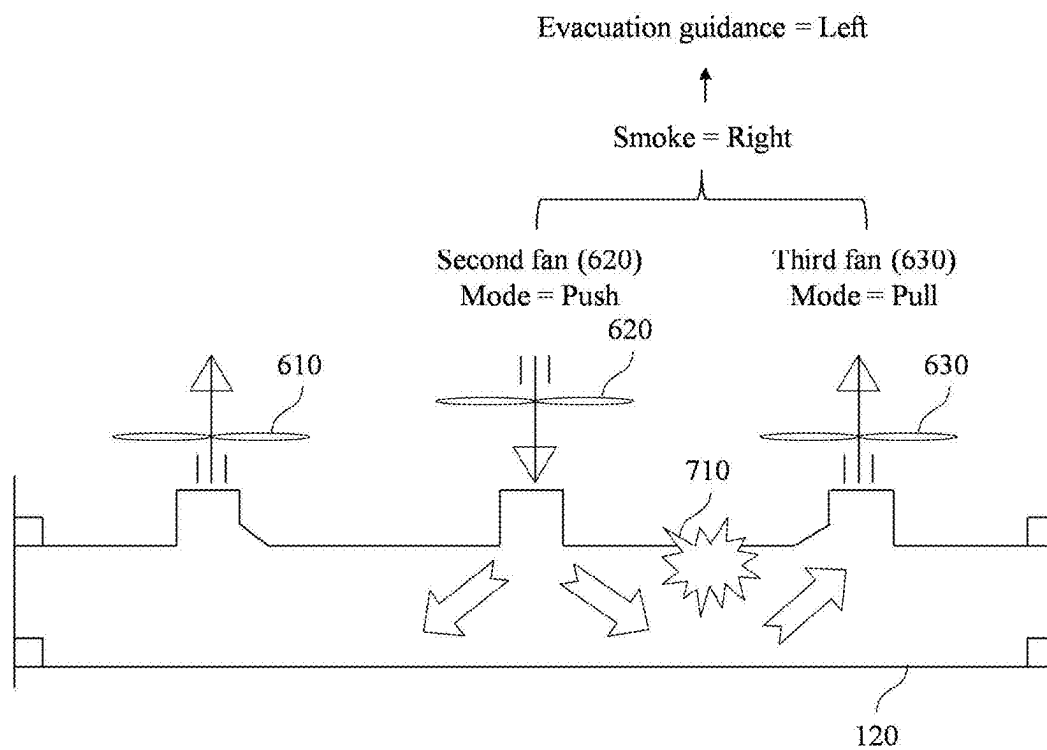 Evacuation guidance = Left
Smoke = Right
Second fan (620)
Mode = Push
Third fan (630)
Mode = Pull
610
620
630
710
120